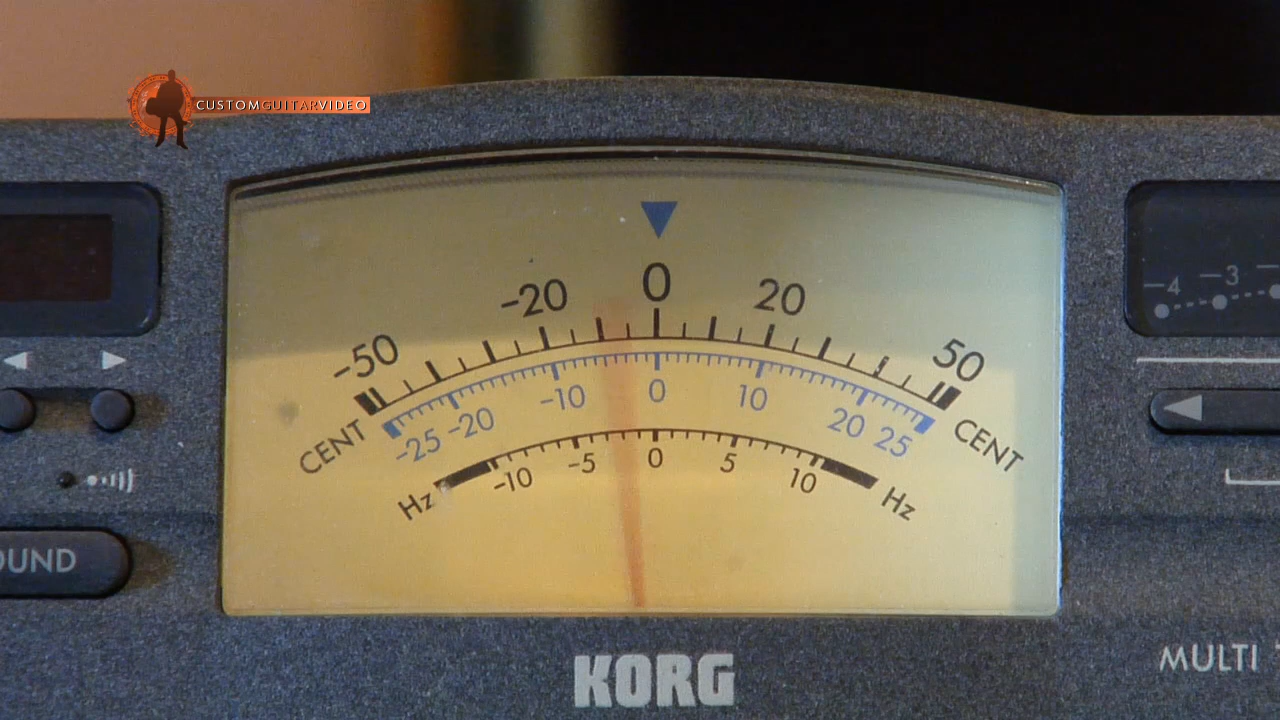 CUSTOMGUITARVIDEO
-50 -20 0 20 50
CENT -25 -20 -10 0 10 20 25 CENT
Hz -10 -5 0 5 10 Hz
-4 -3
OUND
KORG
MULTI